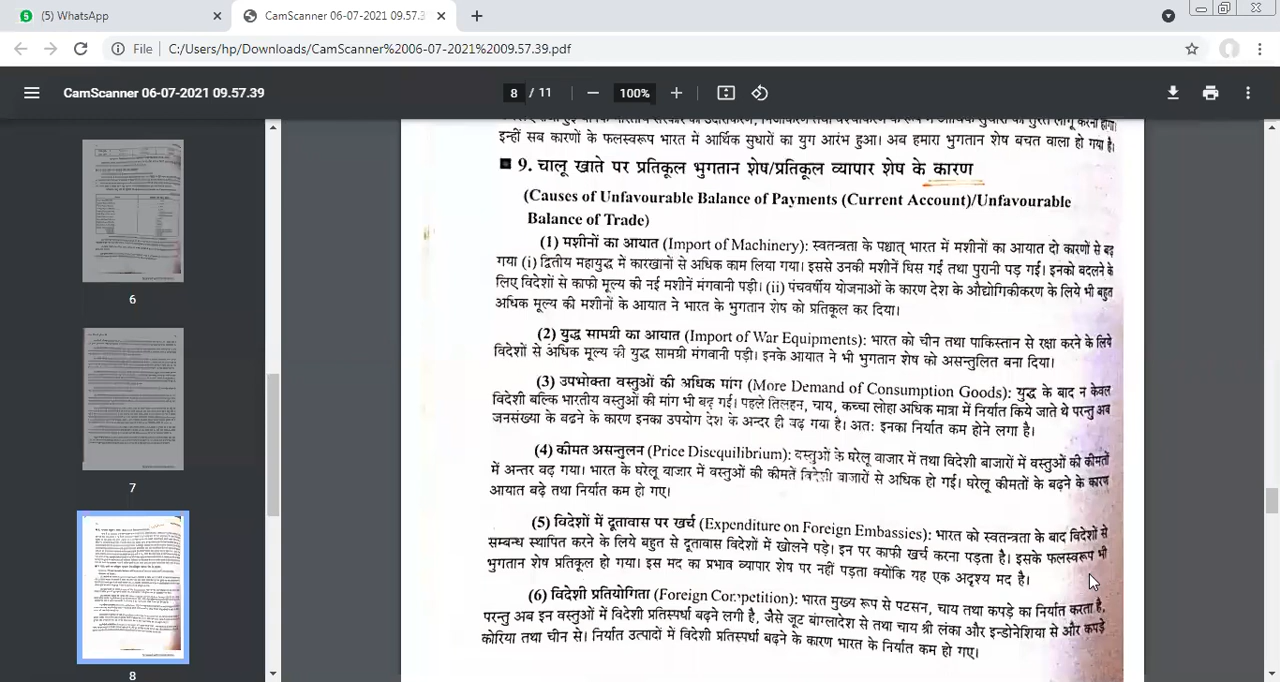 5 (5) WhatsApp
CamScanner 06-07-2021 09.57.3
File | C:/Users/hp/Downloads/CamScanner%2006-07-2021%2009.57.39.pdf
CamScanner 06-07-2021 09.57.39
8 / 11
100%
6
7
8
इन्हीं सब कारणों के फलस्वरूप भारत में आर्थिक सुधारों का युग आरंभ हुआ। अब हमारा भुगतान शेष बचत वाला हो गया है।
9. चालू खाते पर प्रतिकूल भुगतान शेष/प्रतिकूल व्यापार शेष के कारण
(Causes of Unfavourable Balance of Payments (Current Account)/Unfavourable
Balance of Trade)
(1) मशीनों का आयात (Import of Machinery): स्वतन्त्रता के पश्चात् भारत में मशीनों का आयात दो कारणों से बढ़
गया (i) द्वितीय महायुद्ध में कारखानों से अधिक काम लिया गया। इससे उनकी मशीनें घिस गईं तथा पुरानी पड़ गईं। इनको बदलने के
लिए विदेशों से काफी मूल्य की नई मशीनें मंगवानी पड़ी। (ii) पंचवर्षीय योजनाओं के कारण देश के औद्योगिकीकरण के लिये भी बहुत
अधिक मूल्य की मशीनों के आयात ने भारत के भुगतान शेष को प्रतिकूल कर दिया।
(2) युद्ध सामग्री का आयात (Import of War Equipments): भारत को चीन तथा पाकिस्तान से रक्षा करने के लिये
विदेशों से अधिक मूल्य की युद्ध सामग्री मंगवानी पड़ी। इनके आयात ने भी भुगतान शेष को असन्तुलित बना दिया।
(3) उपभोक्ता वस्तुओं की अधिक मांग (More Demand of Consumption Goods): युद्ध के बाद न केवल
विदेशी बल्कि भारतीय वस्तुओं की मांग भी बढ़ गई। पहले तिलहन, चाय, कच्चा लोहा अधिक मात्रा में निर्यात किये जाते थे परन्तु अब
जनसंख्या बढ़ जाने के कारण इनका उपयोग देश के अन्दर ही बढ़ गया है। अतः इनका निर्यात कम होने लगा है।
(4) कीमत असन्तुलन (Price Disequilibrium): वस्तुओं के घरेलू बाजार में तथा विदेशी बाजारों में वस्तुओं की कीमतों
में अन्तर बढ़ गया। भारत के घरेलू बाजार में वस्तुओं की कीमतें विदेशी बाजारों से अधिक हो गईं। घरेलू कीमतों के बढ़ने के कारण
आयात बढ़े तथा निर्यात कम हो गए।
विदेशों में दूतावास पर खर्च (Expenditure on Foreign Embassies): भारत को स्वतन्त्रता के बाद विदेशों से
सम्बन्ध स्थापित करने के लिये बहुत से दूतावास विदेशों में खोलने पड़े। इन पर काफी खर्च करना पड़ा। इसके फलस्वरूप भी
भुगतान शेष प्रतिकूल हो गया। इस मद का प्रभाव व्यापार शेष पर नहीं पड़ा क्योंकि यह एक अदृश्य मद है।
विदेशी प्रतियोगिता (Foreign Competition): भारत मुख्य रूप से पटसन, चाय तथा कपड़े का निर्यात करता है,
परन्तु अब इन में विदेशी प्रतिस्पर्धा बढ़ने लगी है, जैसे जूट बांग्लादेश से तथा चाय श्री लंका और इन्डोनेशिया से और कपड़े
कोरिया तथा चीन से। निर्यात उत्पादों में विदेशी प्रतिस्पर्धा बढ़ने के कारण भारत के निर्यात कम हो गए।